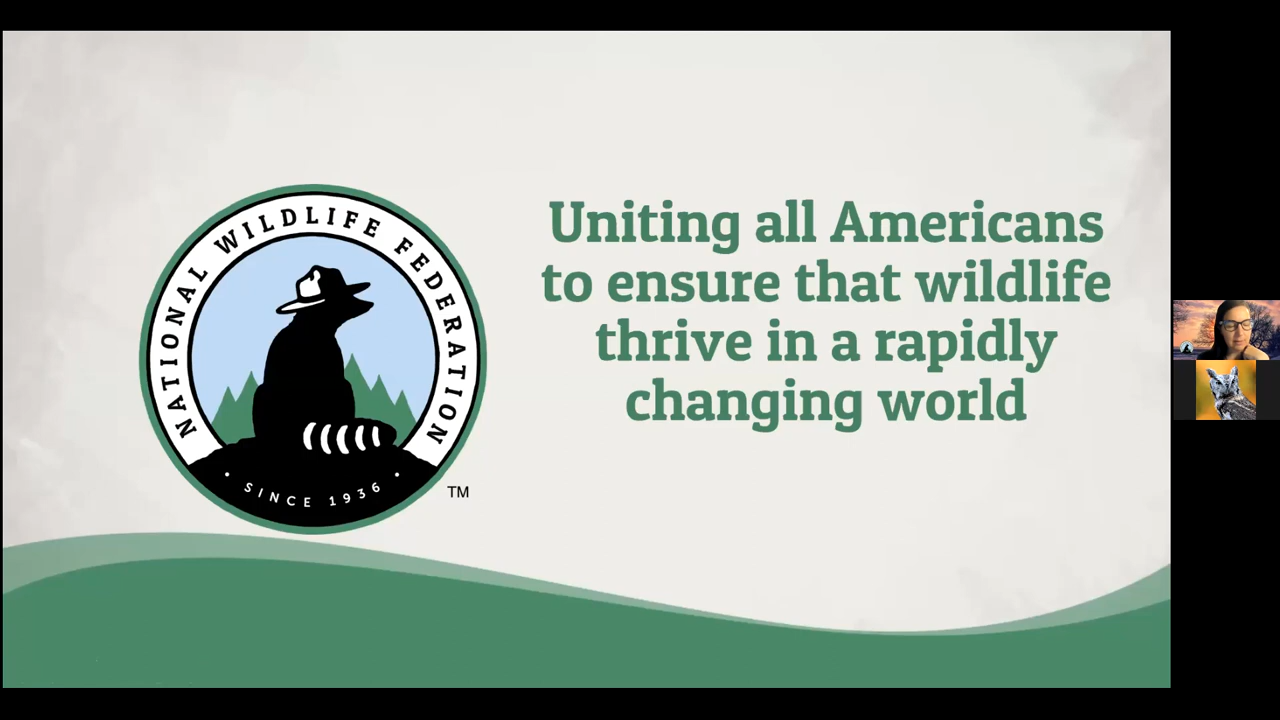 NATIONAL WILDLIFE FEDERATION
· SINCE 1936 ·
TM
Uniting all Americans
to ensure that wildlife
thrive in a rapidly
changing world